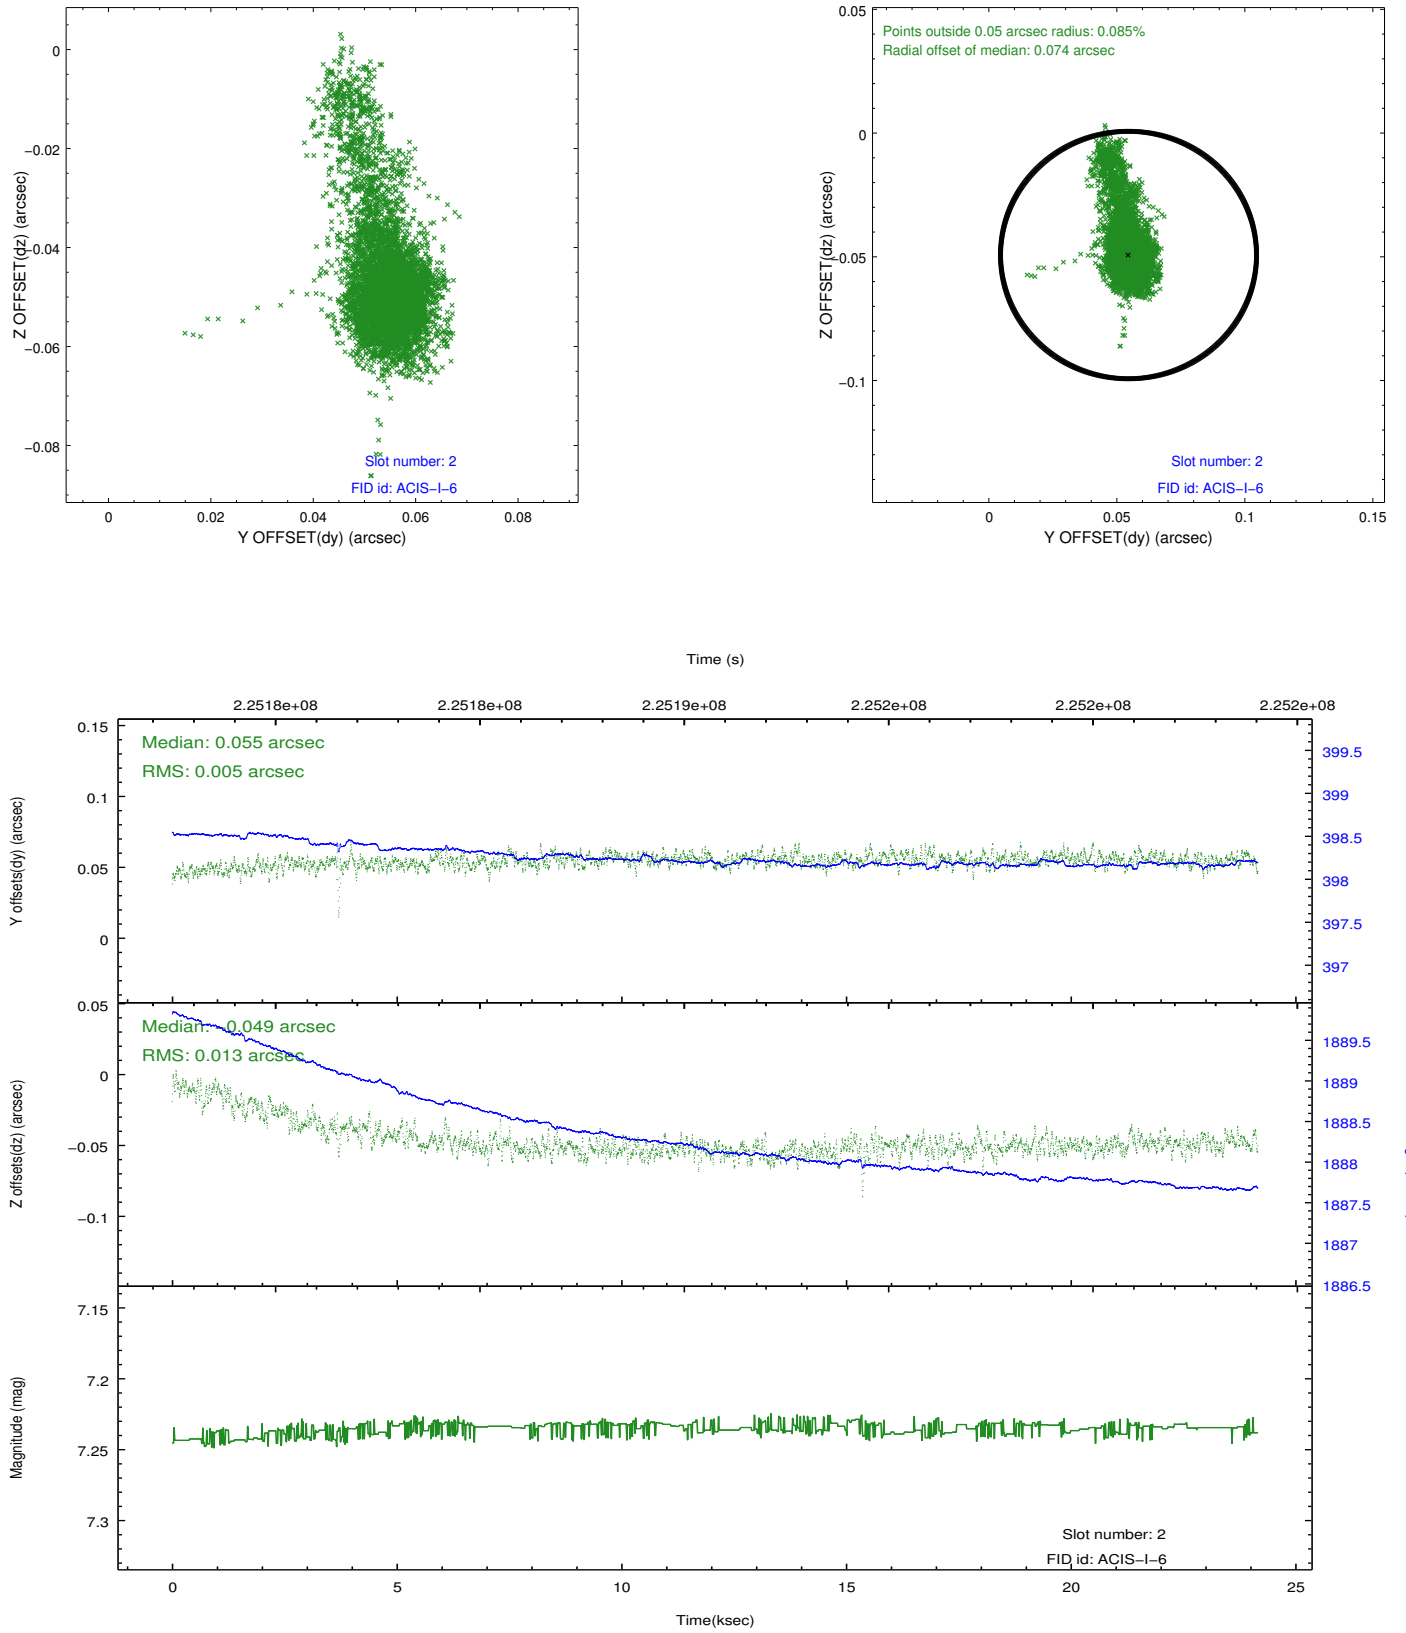 0
−0.02
−0.04
−0.06
−0.08
Z OFFSET(dz) (arcsec)
Slot number: 2
FID id: ACIS−I−6
0 0.02 0.04 0.06 0.08
Y OFFSET(dy) (arcsec)
Points outside 0.05 arcsec radius: 0.085%
Radial offset of median: 0.074 arcsec
0.05
0
−0.05
−0.1
Z OFFSET(dz) (arcsec)
Slot number: 2
FID id: ACIS−I−6
0 0.05 0.1 0.15
Y OFFSET(dy) (arcsec)
Time (s)
2.2518e+08 2.2518e+08 2.2519e+08 2.252e+08 2.252e+08 2.252e+08
Median: 0.055 arcsec
RMS: 0.005 arcsec
0.15
0.1
0.05
0
Y offsets(dy) (arcsec)
399.5
399
398.5
398
397.5
397
Median: −0.049 arcsec
RMS: 0.013 arcsec
0.05
0
−0.05
−0.1
Z offsets(dz) (arcsec)
1889.5
1889
1888.5
1888
1887.5
1887
1886.5
7.15
7.2
7.25
7.3
Magnitude (mag)
Slot number: 2
FID id: ACIS−I−6
0 5 10 15 20 25
Time(ksec)